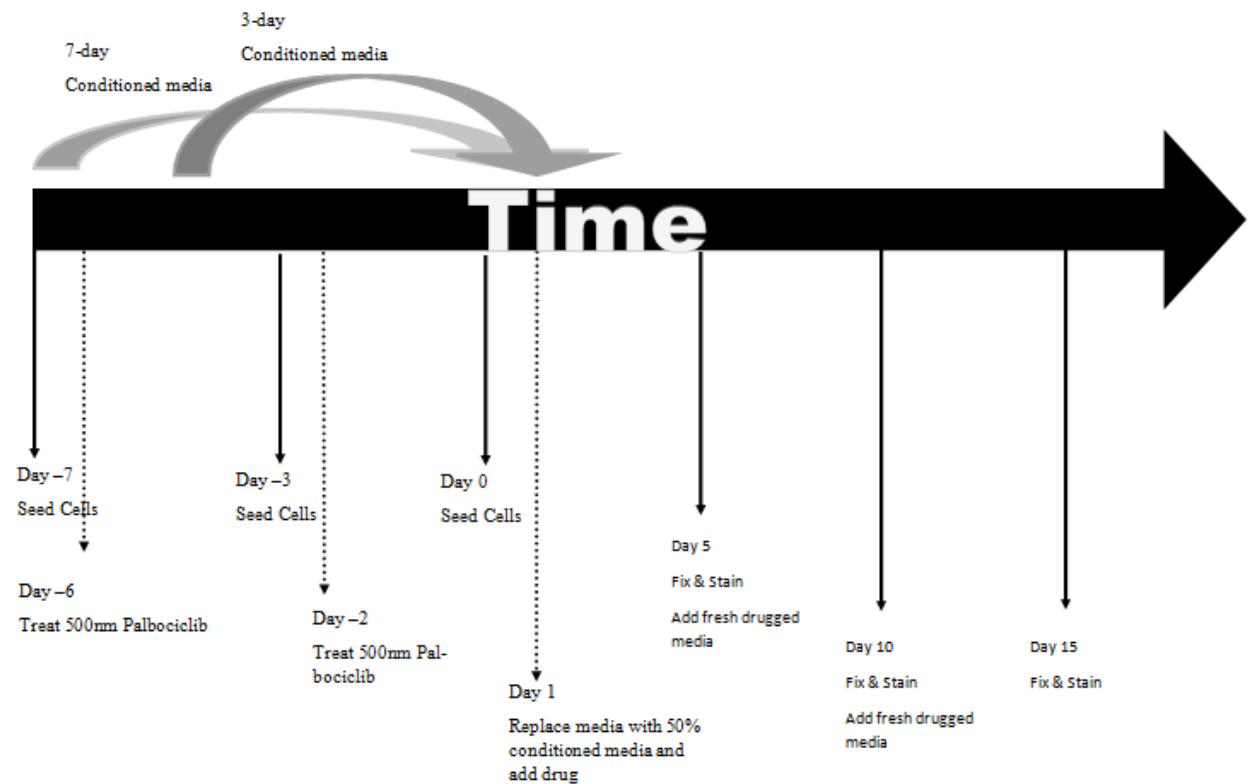 3-day
Conditioned media
7-day
Conditioned media
Time
Day –7
Seed Cells
Day –6
Treat 500nm Palbociclib
Day –3
Seed Cells
Day –2
Treat 500nm Pal-
bociclib
Day 0
Seed Cells
Day 1
Replace media with 50%
conditioned media and
add drug
Day 5
Fix & Stain
Add fresh drugged
media
Day 10
Fix & Stain
Add fresh drugged
media
Day 15
Fix & Stain